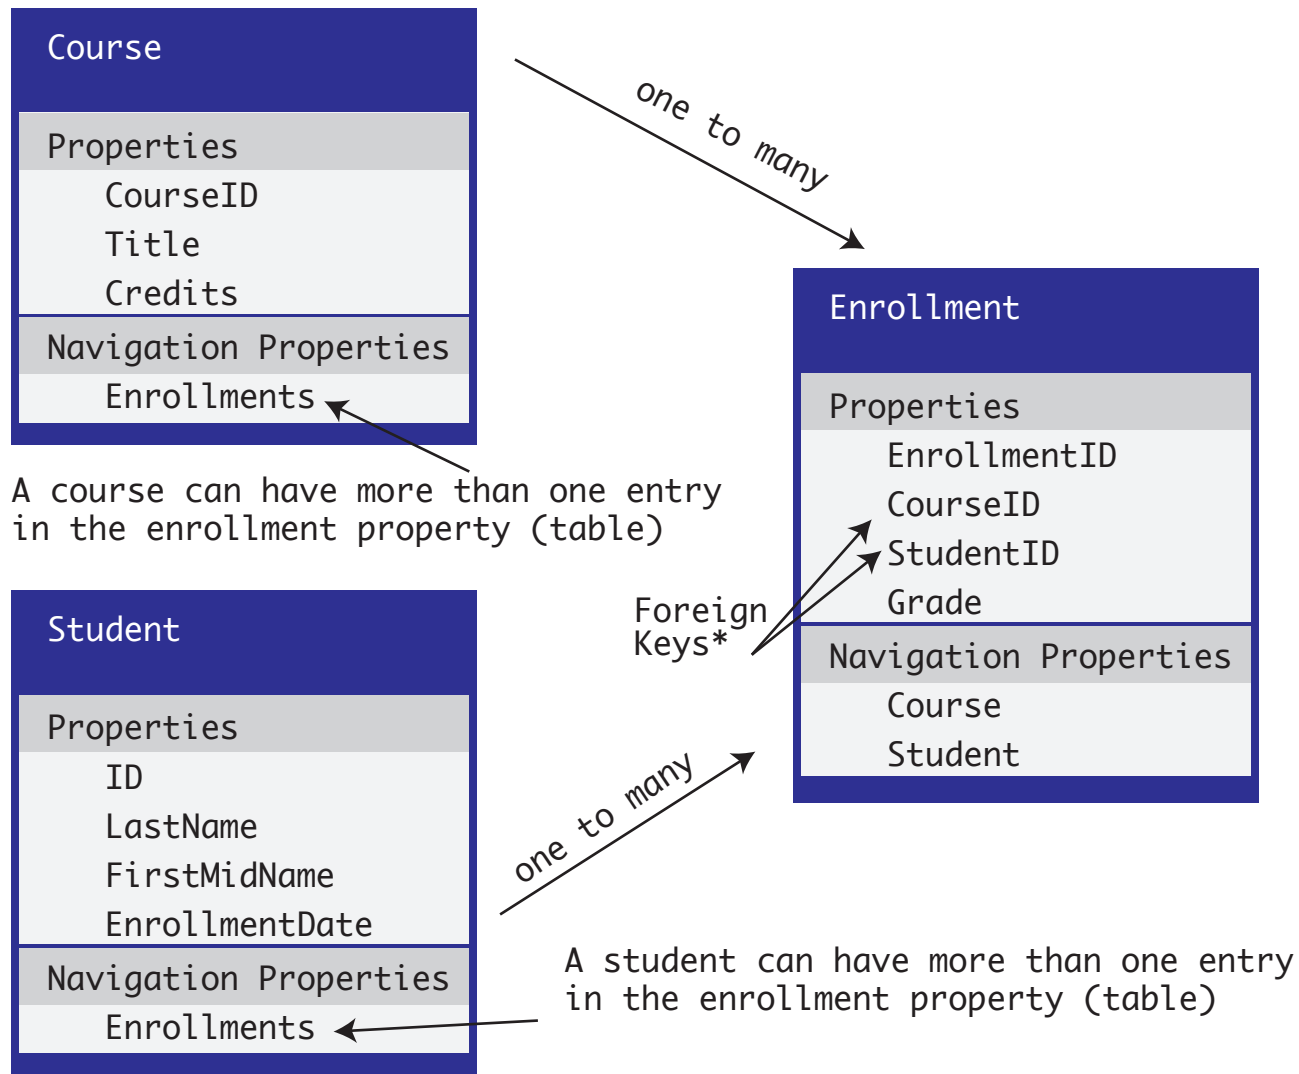 Course
Properties
CourseID
Title
Credits
Navigation Properties
Enrollments
A course can have more than one entry
in the enrollment property (table)
one to many
Enrollment
Properties
EnrollmentID
CourseID
StudentID
Grade
Navigation Properties
Course
Student
Foreign
Keys*
Student
Properties
ID
LastName
FirstMidName
EnrollmentDate
Navigation Properties
Enrollments
one to many
A student can have more than one entry
in the enrollment property (table)